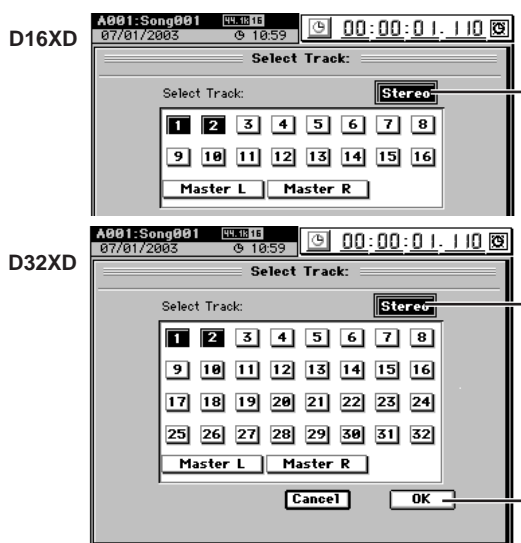 D16XD
A001:Song001 44.1k 16
07/01/2003 10:59 00:00:01.110
Select Track:
Select Track: Stereo
1 2 3 4 5 6 7 8
9 10 11 12 13 14 15 16
Master L Master R
D32XD
A001:Song001 44.1k 16
07/01/2003 10:59 00:00:01.110
Select Track:
Select Track: Stereo
1 2 3 4 5 6 7 8
9 10 11 12 13 14 15 16
17 18 19 20 21 22 23 24
25 26 27 28 29 30 31 32
Master L Master R
Cancel OK